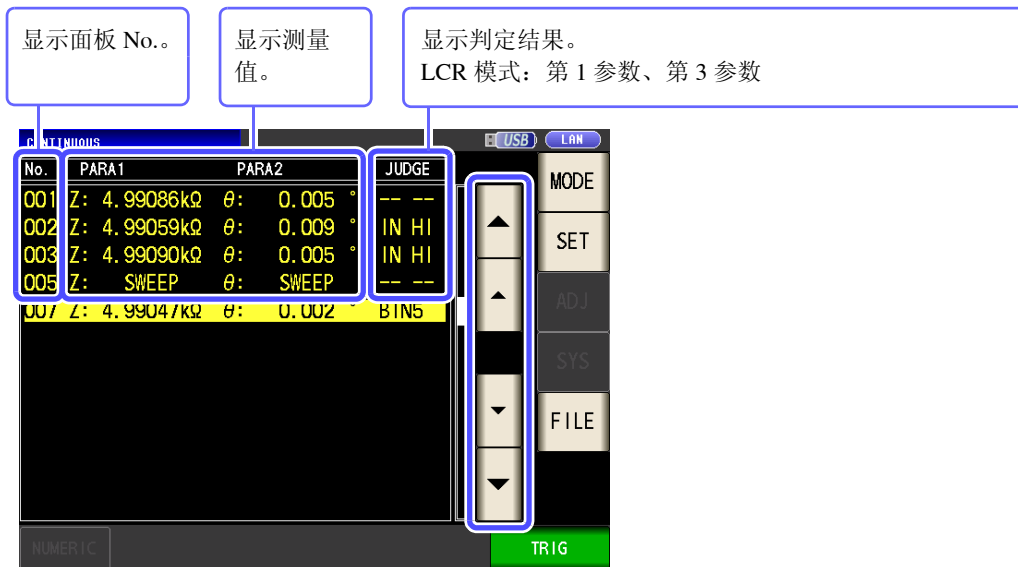 显示面板 No.。
显示测量
值。
显示判定结果。
LCR 模式：第 1 参数、第 3 参数
CONTINUOUS
USB
LAN
No. PARA1 PARA2 JUDGE
001 Z: 4.99086kΩ θ: 0.005 ° -- --
002 Z: 4.99059kΩ θ: 0.009 ° IN HI
003 Z: 4.99090kΩ θ: 0.005 ° IN HI
005 Z: SWEEP θ: SWEEP -- --
007 Z: 4.99047kΩ θ: 0.002 ° BIN5
MODE
SET
ADJ
SYS
FILE
NUMERIC
TRIG